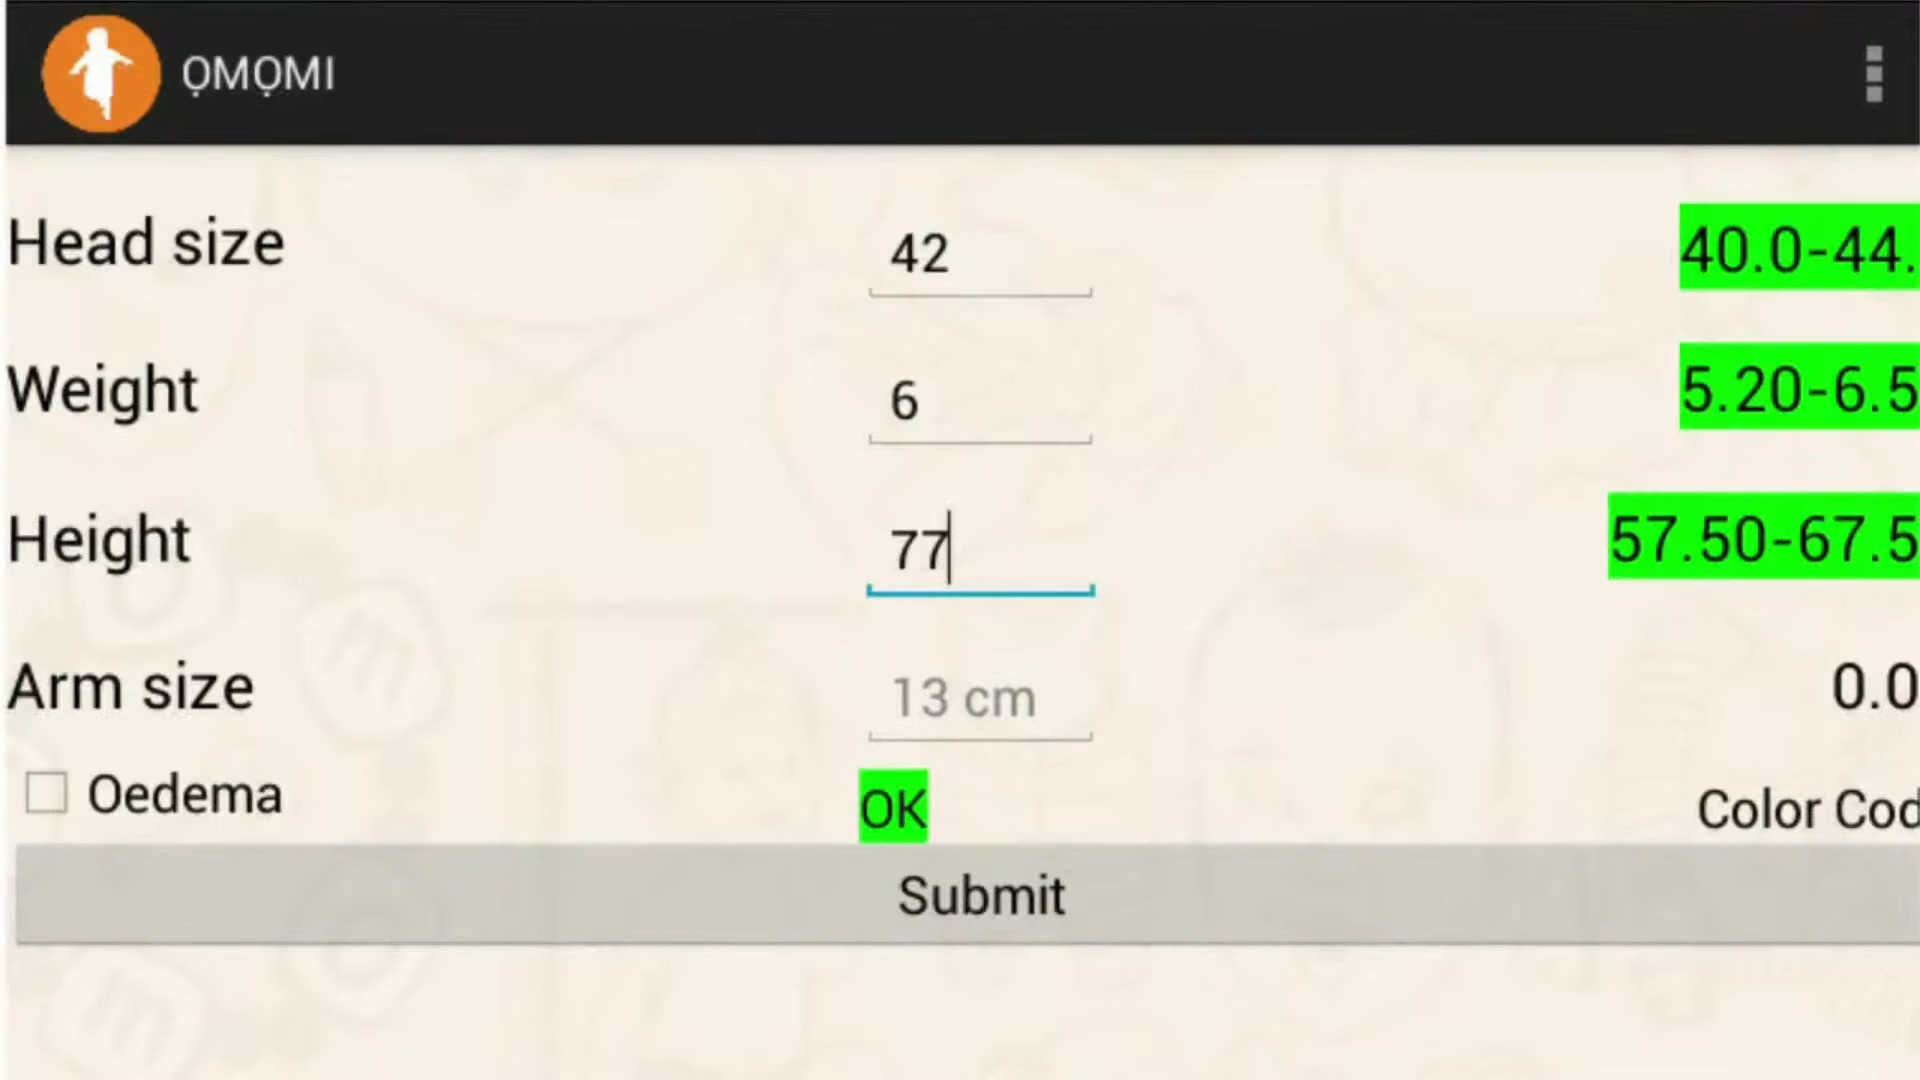 ỌMỌMI
Head size 42 40.0-44.
Weight 6 5.20-6.5
Height 77 57.50-67.5
Arm size 13 cm 0.0
Oedema OK Color Cod
Submit